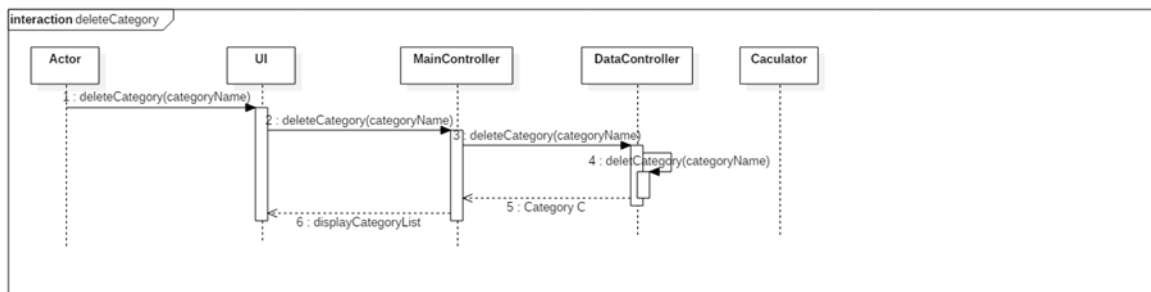 interaction deleteCategory
Actor
UI
MainController
DataController
Caculator
1 : deleteCategory(categoryName)
2 : deleteCategory(categoryName)
3 : deleteCategory(categoryName)
4 : deletCategory(categoryName)
5 : Category C
6 : displayCategoryList